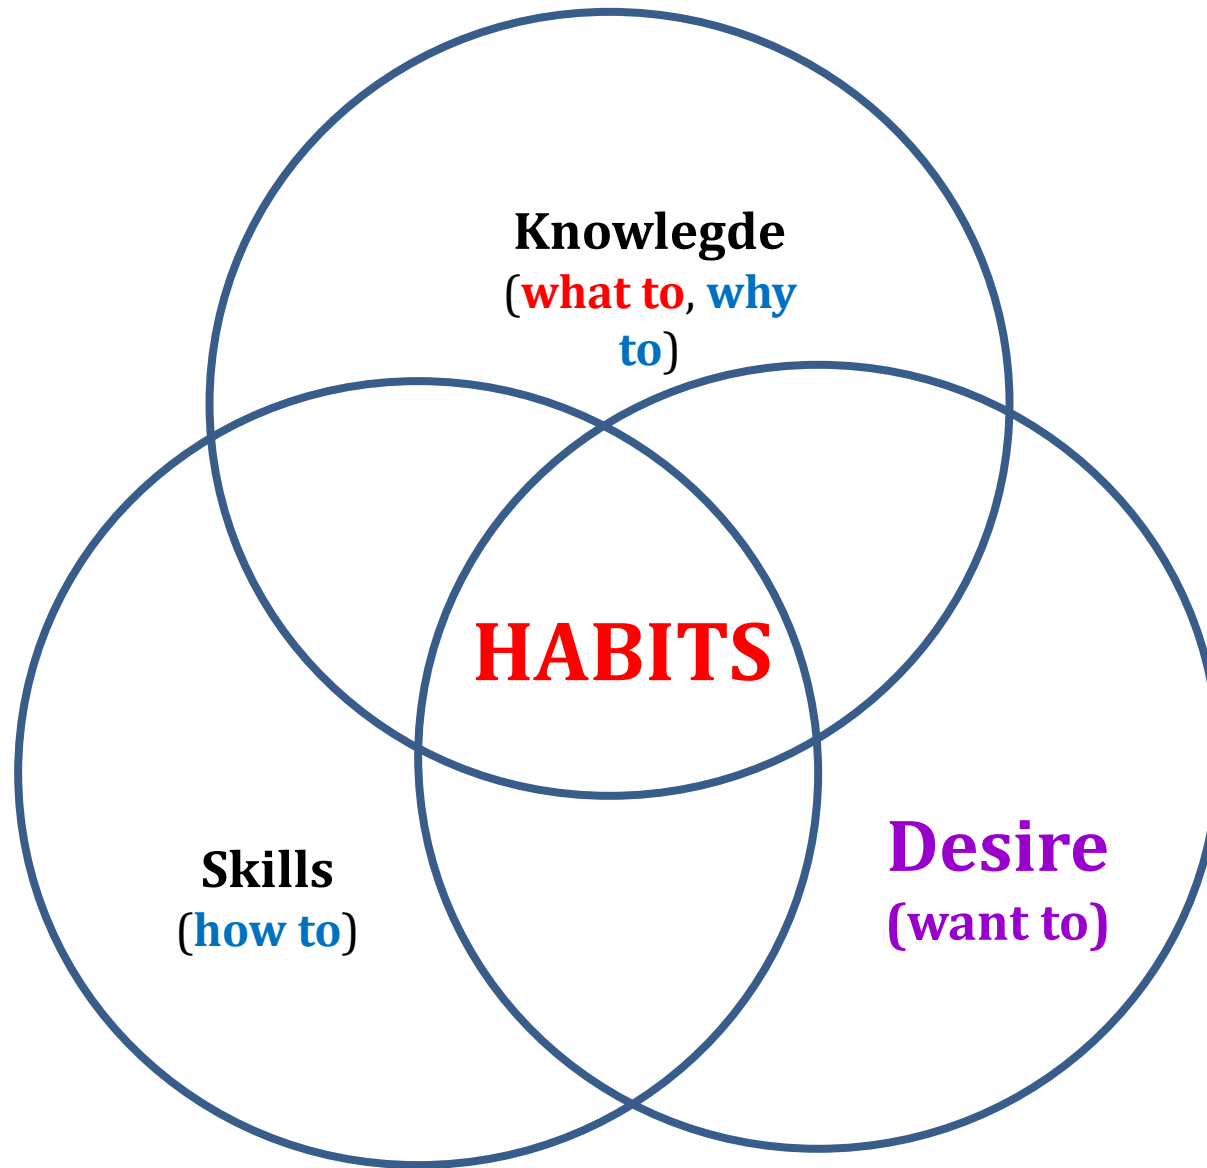 Knowlegde
(what to, why
to)
HABITS
Skills
(how to)
Desire
(want to)